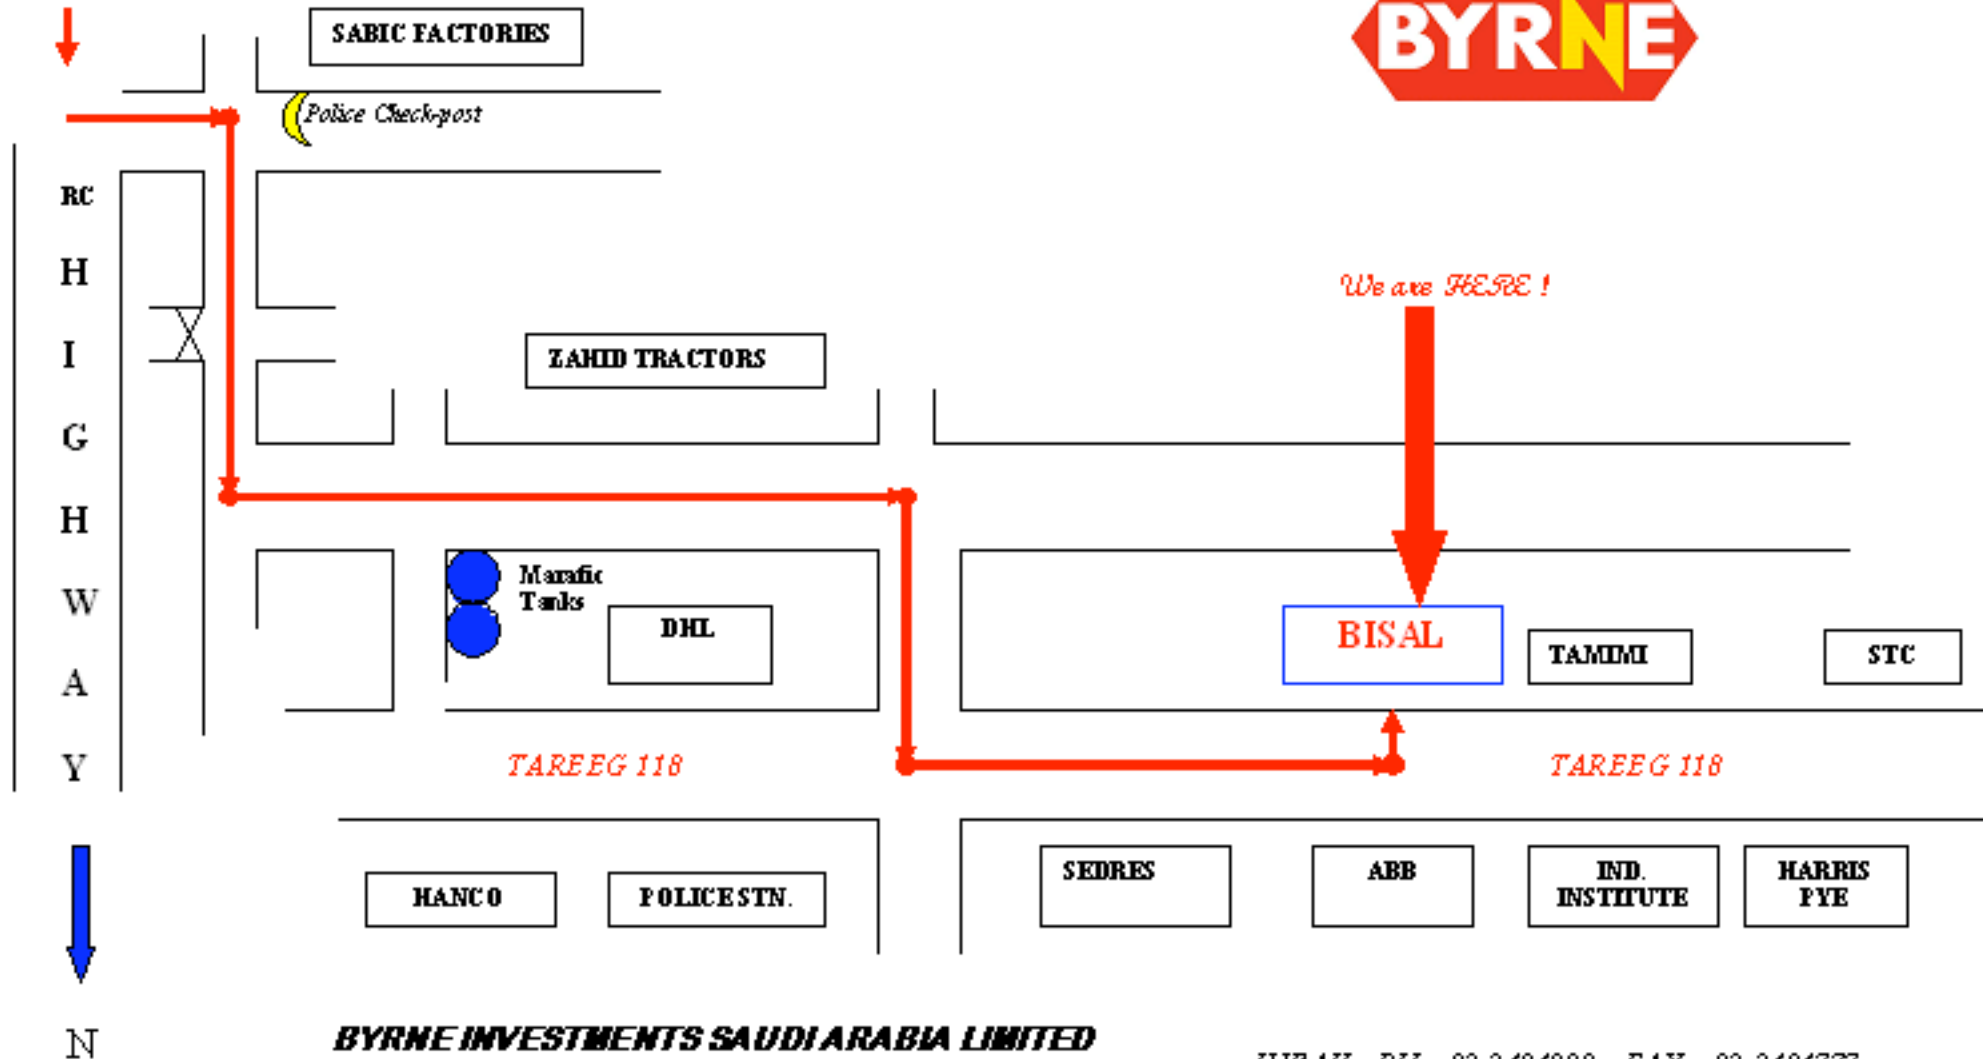 BYRNE
SABIC FACTORIES
Police Check-post
RC
H
I
G
H
W
A
Y
We are HERE !
ZAHID TRACTORS
Marafic
Tanks
DHL
BISAL
TAMIMI
STC
TAREEG 118
TAREEG 118
HANCO
POLICE STN.
SEDRES
ABB
IND.
INSTITUTE
HARRIS
PYE
N
BYRNE INVESTMENTS SAUDI ARABIA LIMITED